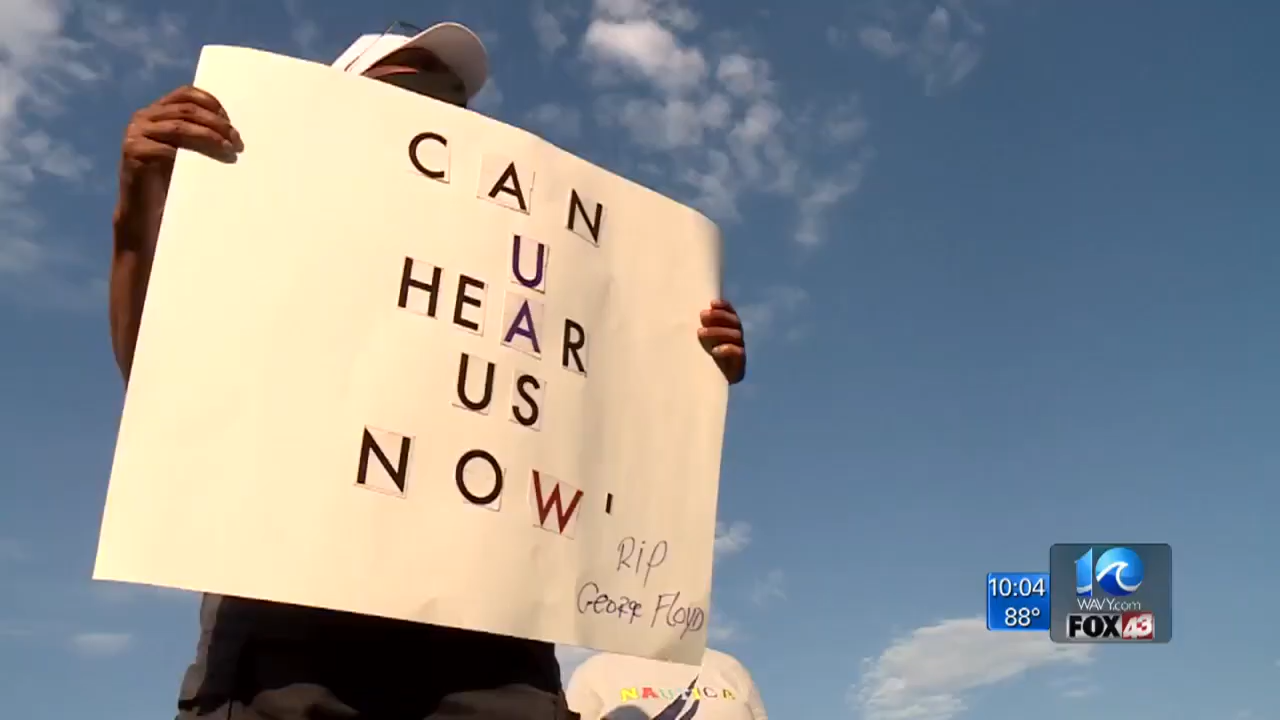 CAN
U
HEAR
US
NOW'
Rip
George Floyd
NAUTICA
10:04
88°
10
WAVY.com
FOX 43